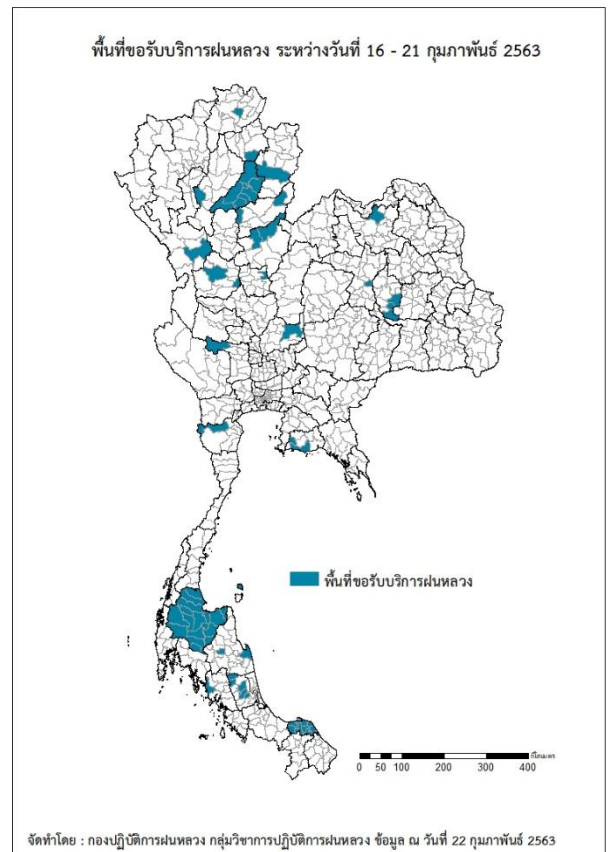 พื้นที่ขอรับบริการฝนหลวง ระหว่างวันที่ 16 - 21 กุมภาพันธ์ 2563
พื้นที่ขอรับบริการฝนหลวง
กิโลเมตร
0 50 100 200 300 400
จัดทำโดย : กองปฏิบัติการฝนหลวง กลุ่มวิชาการปฏิบัติการฝนหลวง ข้อมูล ณ วันที่ 22 กุมภาพันธ์ 2563